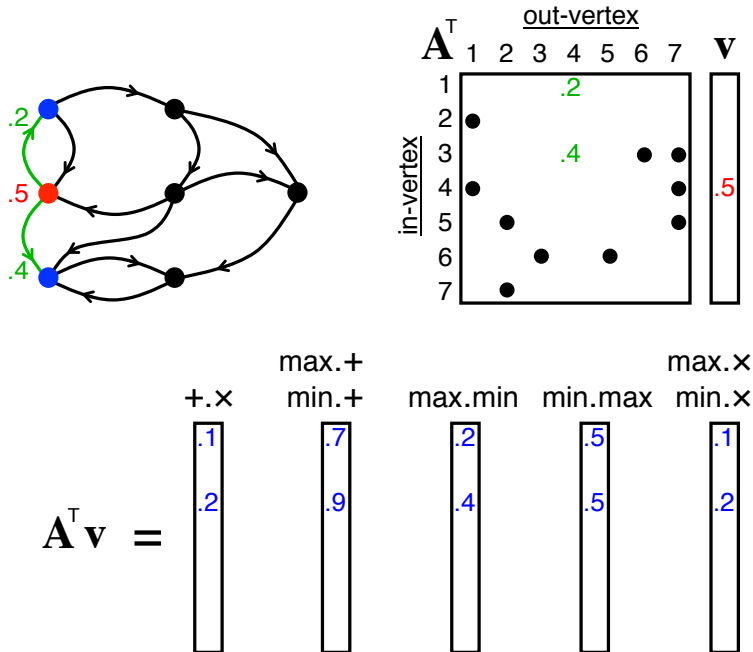 out-vertex
A^T 1 2 3 4 5 6 7 v
in-vertex
1 .2
2
3 .4
4 .5
5
6
7
.2
.5
.4
max.+ max.×
+.× min.+ max.min min.max min.×
.1 .7 .2 .5 .1
.2 .9 .4 .5 .2
A^T v =